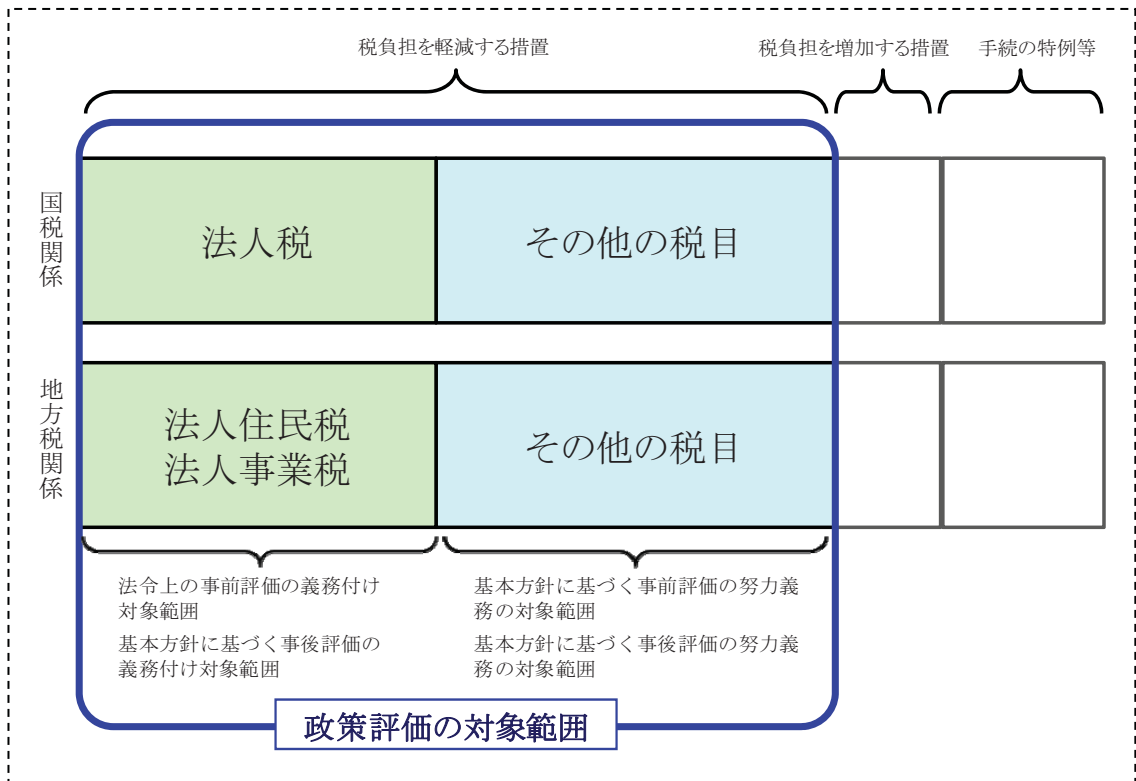 税負担を軽減する措置
税負担を増加する措置
手続の特例等
国税関係
法人税
その他の税目
地方税関係
法人住民税
法人事業税
その他の税目
法令上の事前評価の義務付け
対象範囲
基本方針に基づく事後評価の
義務付け対象範囲
基本方針に基づく事前評価の努力義
務の対象範囲
基本方針に基づく事後評価の努力義
務の対象範囲
政策評価の対象範囲